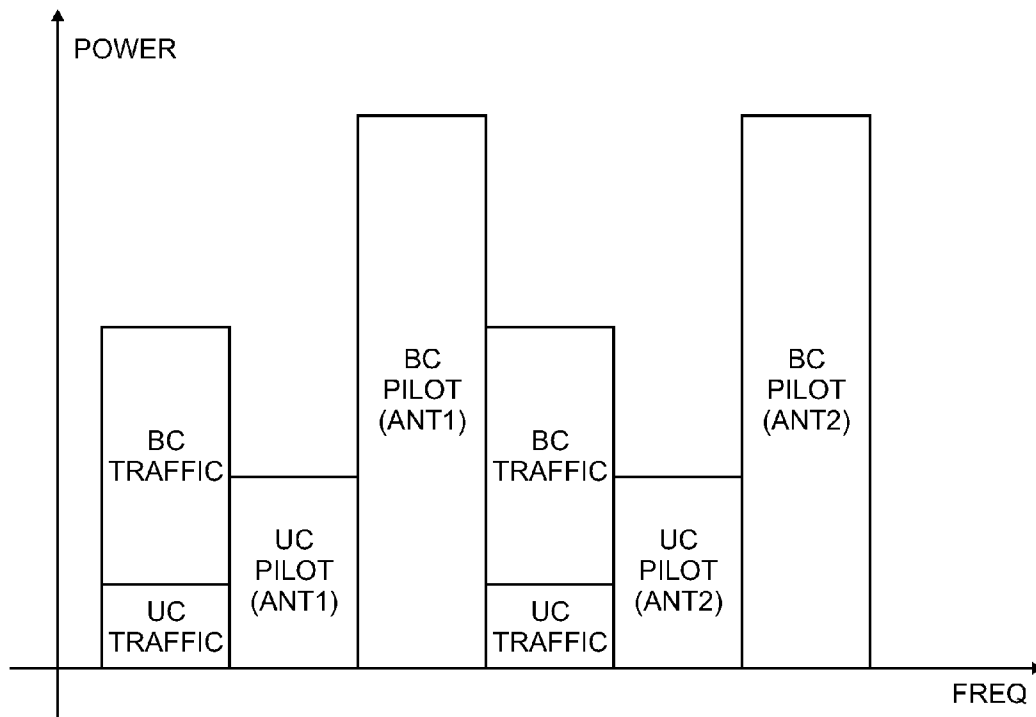 POWER
BC
TRAFFIC
UC
TRAFFIC
UC
PILOT
(ANT1)
BC
PILOT
(ANT1)
BC
TRAFFIC
UC
TRAFFIC
UC
PILOT
(ANT2)
BC
PILOT
(ANT2)
FREQ